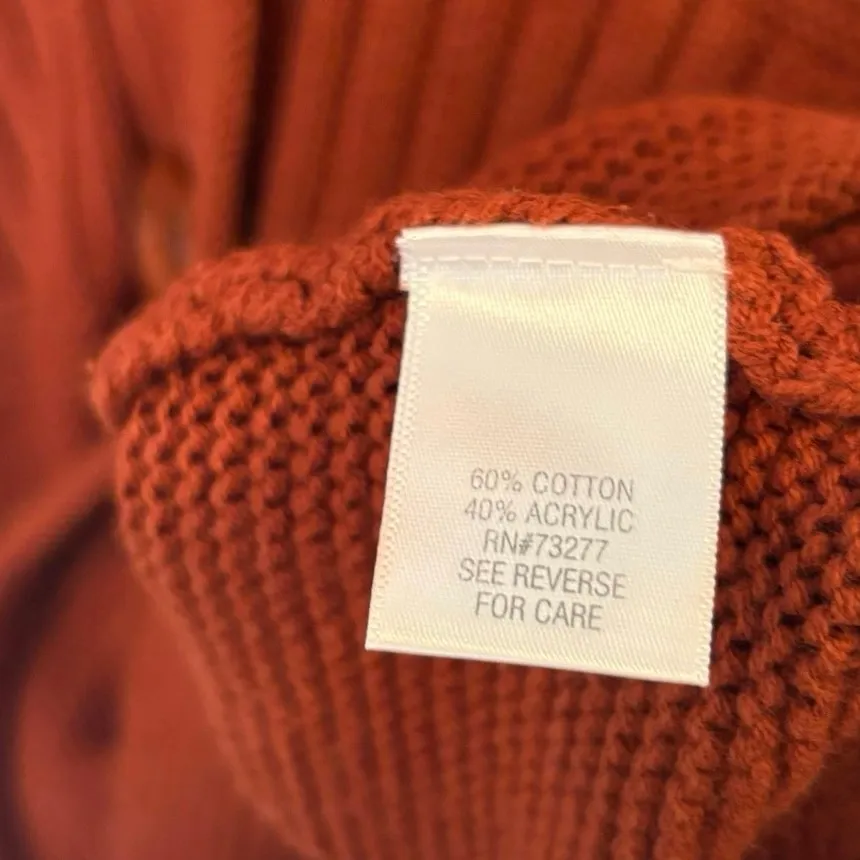 60% COTTON
40% ACRYLIC
RN#73277
SEE REVERSE
FOR CARE